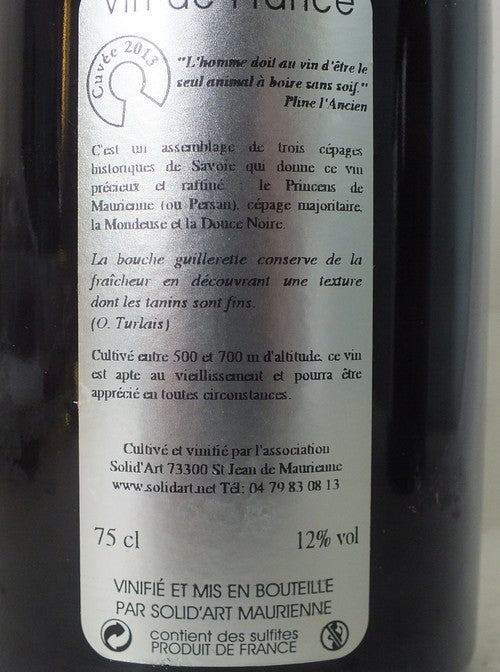 Vin de France
Cuvée 2013
"L'homme doit au vin d'être le
seul animal à boire sans soif."
Pline l'Ancien
C'est un assemblage de trois cépages
historiques de Savoie qui donne ce vin
précieux et raffiné : le Princens de
Maurienne (ou Persan), cépage majoritaire,
la Mondeuse et la Douce Noire.
La bouche guillerette conserve de la
fraîcheur en découvrant une texture
dont les tanins sont fins.
(O. Turlais)
Cultivé entre 500 et 700 m d'altitude, ce vin
est apte au vieillissement et pourra être
apprécié en toutes circonstances.
Cultivé et vinifié par l'association
Solid'Art 73300 St Jean de Maurienne
www.solidart.net Tél: 04 79 83 08 13
75 cl 12% vol
VINIFIÉ ET MIS EN BOUTEILLE
PAR SOLID'ART MAURIENNE
contient des sulfites
PRODUIT DE FRANCE